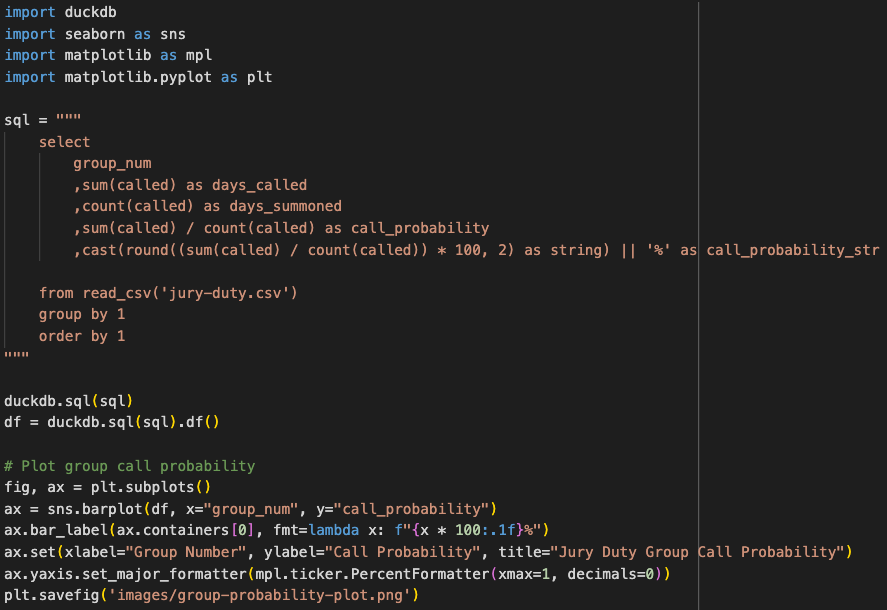 import duckdb
import seaborn as sns
import matplotlib as mpl
import matplotlib.pyplot as plt

sql = """
    select
        group_num
        ,sum(called) as days_called
        ,count(called) as days_summoned
        ,sum(called) / count(called) as call_probability
        ,cast(round((sum(called) / count(called)) * 100, 2) as string) || '%' as call_probability_str

    from read_csv('jury-duty.csv')
    group by 1
    order by 1
"""

duckdb.sql(sql)
df = duckdb.sql(sql).df()

# Plot group call probability
fig, ax = plt.subplots()
ax = sns.barplot(df, x="group_num", y="call_probability")
ax.bar_label(ax.containers[0], fmt=lambda x: f"{x * 100:.1f}%")
ax.set(xlabel="Group Number", ylabel="Call Probability", title="Jury Duty Group Call Probability")
ax.yaxis.set_major_formatter(mpl.ticker.PercentFormatter(xmax=1, decimals=0))
plt.savefig('images/group-probability-plot.png')